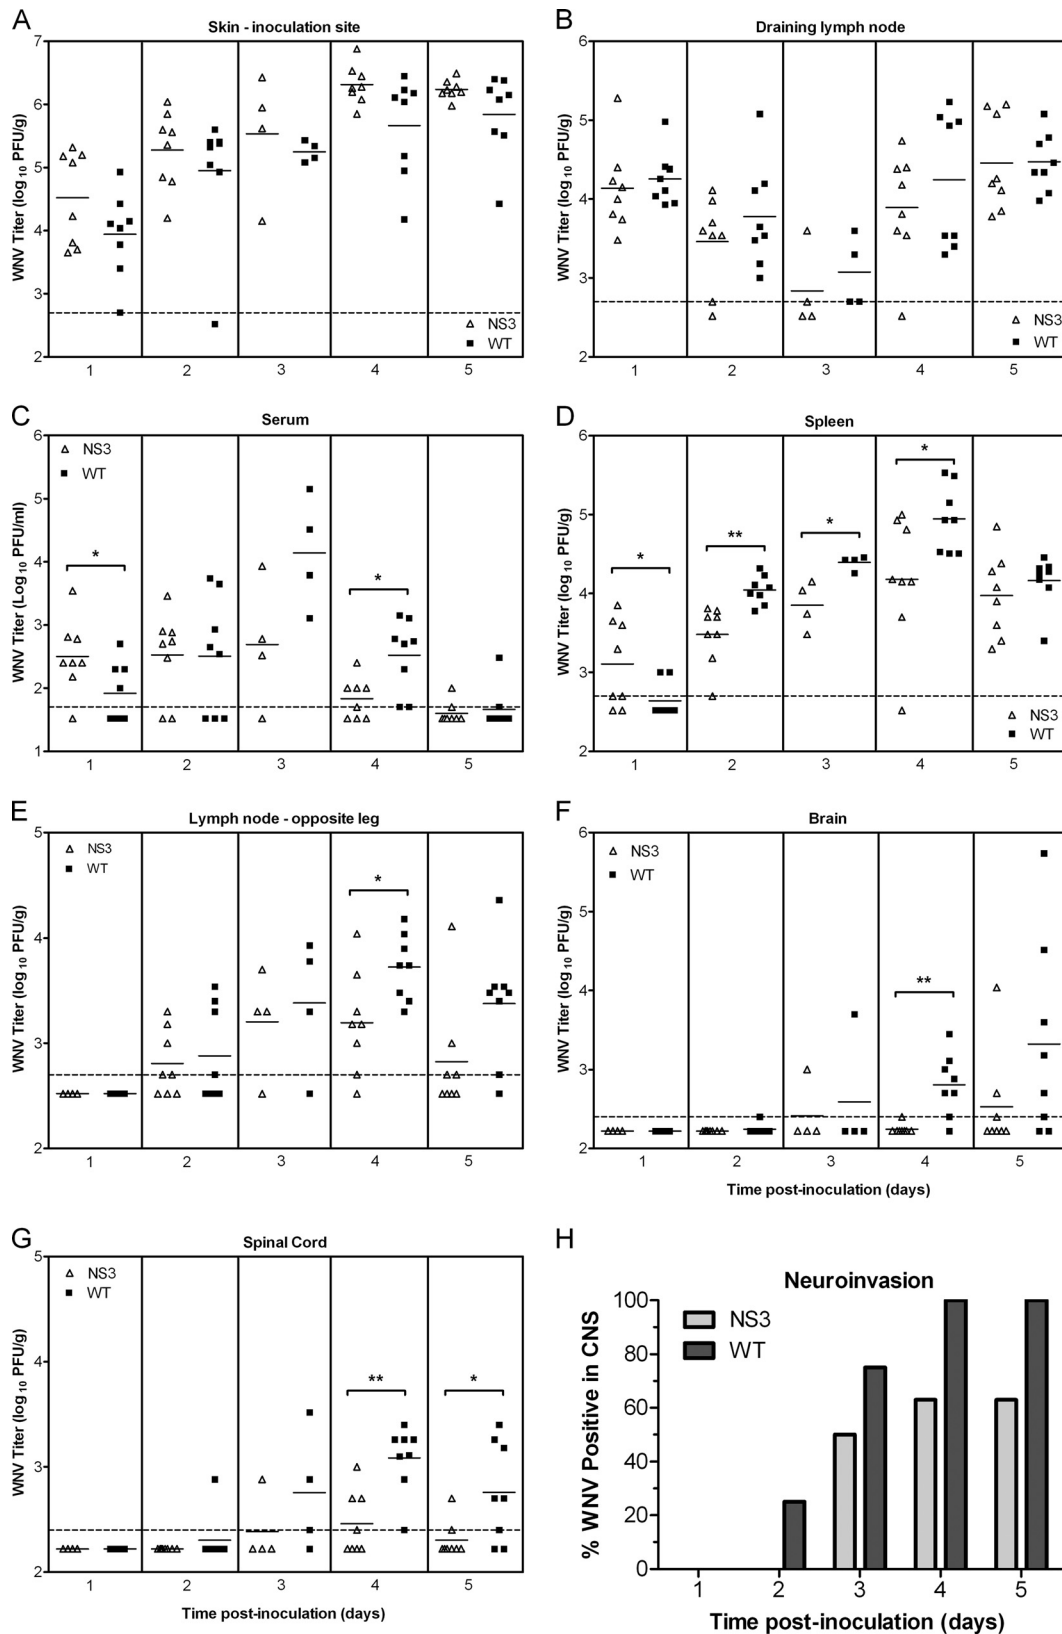 A
Skin - inoculation site
WNV Titer (log10 PFU/g)
7
6
5
4
3
2
△ NS3
■ WT
1 2 3 4 5
B
Draining lymph node
WNV Titer (log10 PFU/g)
6
5
4
3
2
△ NS3
■ WT
1 2 3 4 5
C
Serum
WNV Titer (Log10 PFU/ml)
6
5
4
3
2
1
△ NS3
■ WT
* *
1 2 3 4 5
D
Spleen
WNV Titer (log10 PFU/g)
6
5
4
3
2
* ** * *
△ NS3
■ WT
1 2 3 4 5
E
Lymph node - opposite leg
WNV Titer (log10 PFU/g)
5
4
3
2
△ NS3
■ WT
*
1 2 3 4 5
F
Brain
WNV Titer (log10 PFU/g)
6
5
4
3
2
△ NS3
■ WT
**
1 2 3 4 5
Time post-inoculation (days)
G
Spinal Cord
WNV Titer (log10 PFU/g)
5
4
3
2
△ NS3
■ WT
** *
1 2 3 4 5
Time post-inoculation (days)
H
Neuroinvasion
% WNV Positive in CNS
100
80
60
40
20
0
NS3
WT
1 2 3 4 5
Time post-inoculation (days)